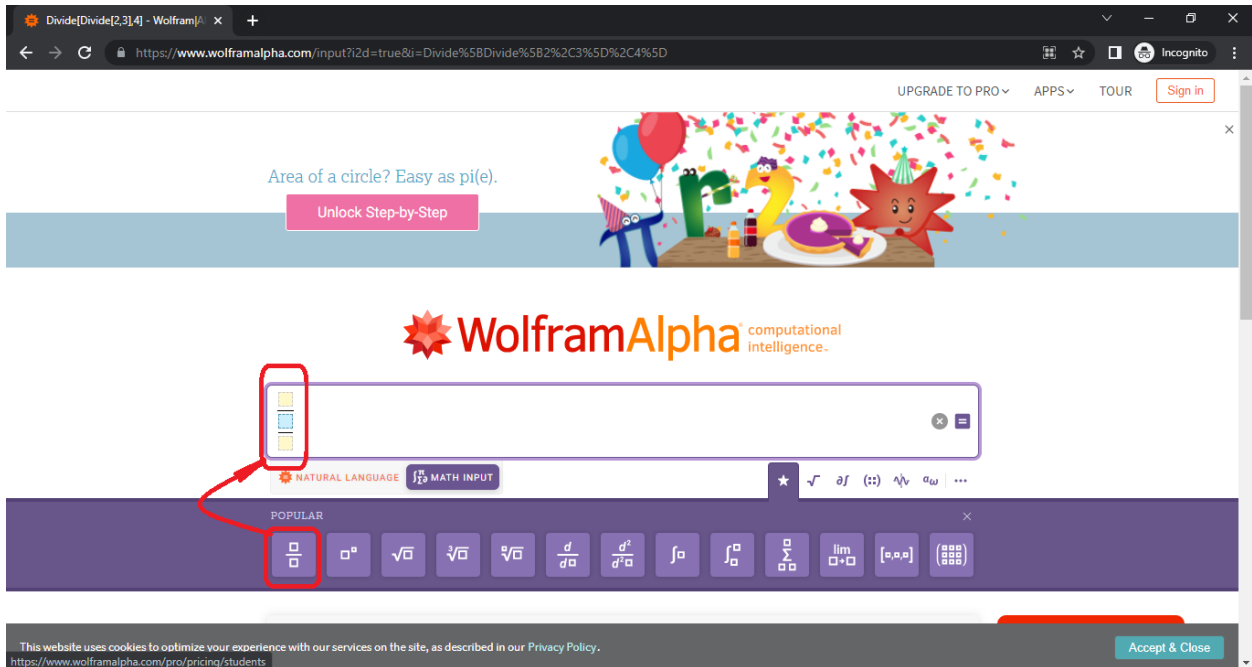 Divide[Divide[2,3],4] - Wolfram|Al
https://www.wolframalpha.com/input?i2d=true&i=Divide%5BDivide%5B2%2C3%5D%2C4%5D
Incognito
UPGRADE TO PRO APPS TOUR Sign in
Area of a circle? Easy as pi(e).
Unlock Step-by-Step
π r 2
WolframAlpha computational intelligence.
NATURAL LANGUAGE MATH INPUT
POPULAR
This website uses cookies to optimize your experience with our services on the site, as described in our Privacy Policy.
Accept & Close
https://www.wolframalpha.com/pro/pricing/students